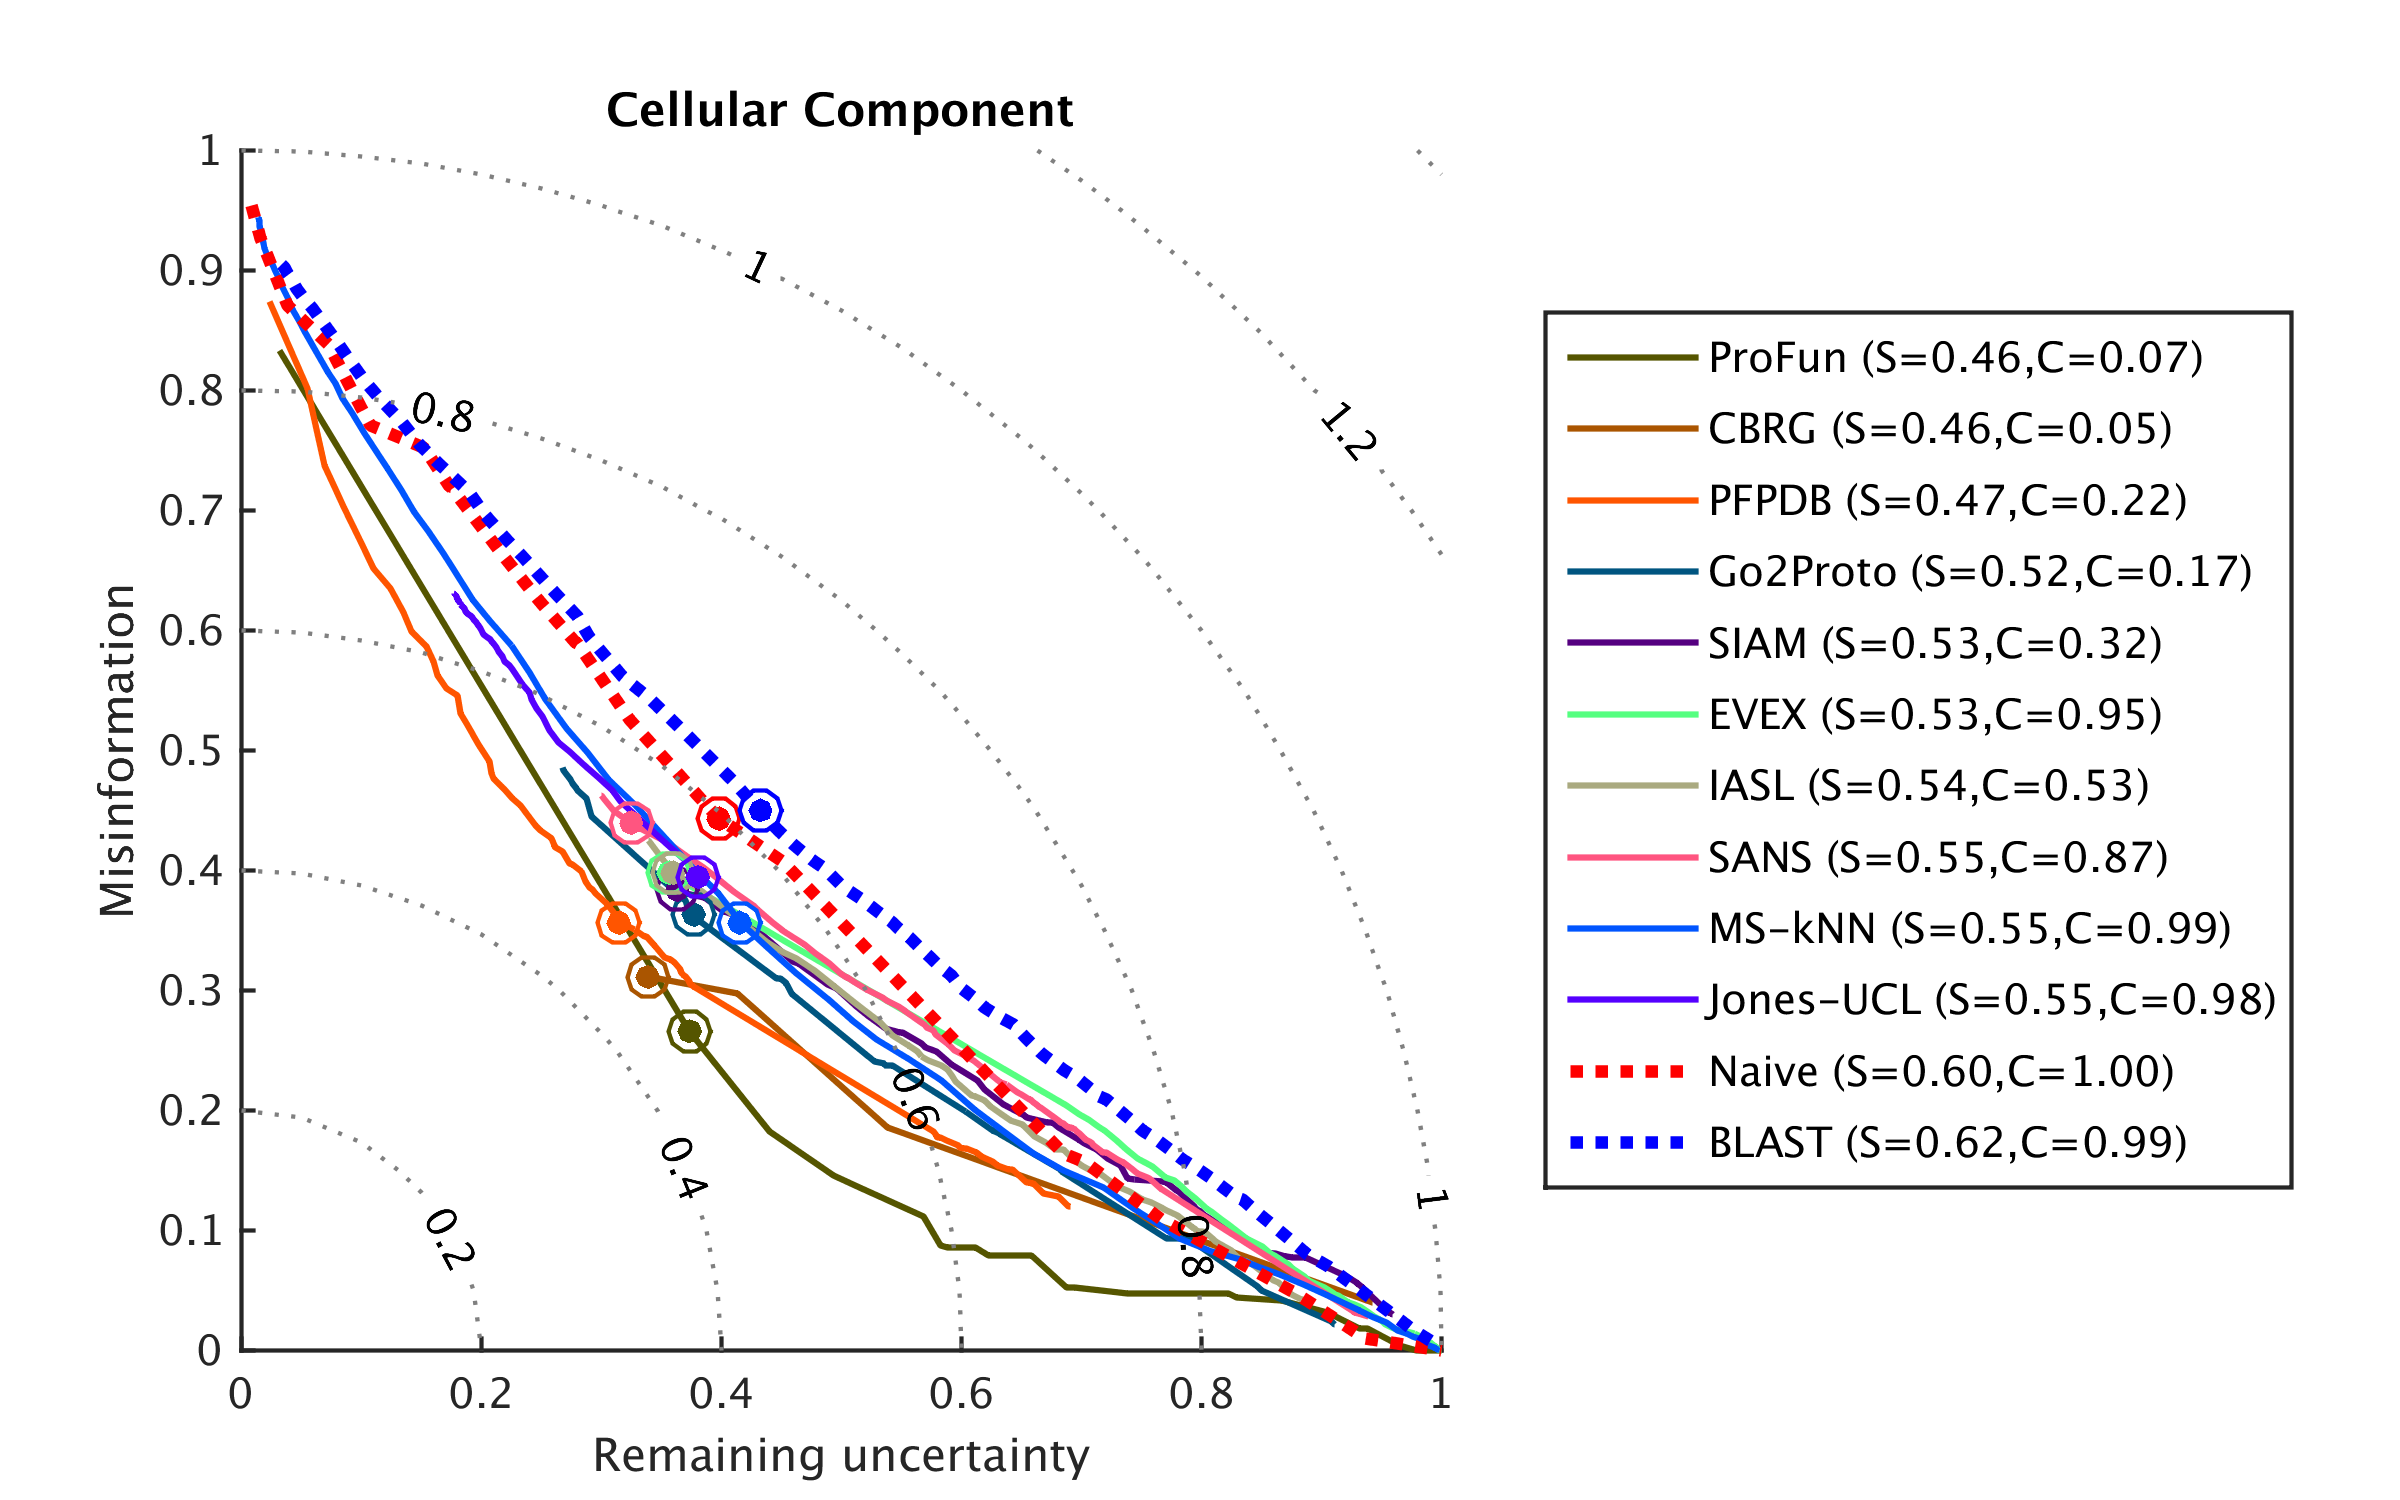 Cellular Component
1
0.9
0.8
0.7
0.6
0.5
0.4
0.3
0.2
0.1
0
0
0.2
0.4
0.6
0.8
1
Misinformation
Remaining uncertainty
1
0.8
1.2
0.6
0.4
0.2
0.8
1
ProFun (S=0.46,C=0.07)
CBRG (S=0.46,C=0.05)
PFPDB (S=0.47,C=0.22)
Go2Proto (S=0.52,C=0.17)
SIAM (S=0.53,C=0.32)
EVEX (S=0.53,C=0.95)
IASL (S=0.54,C=0.53)
SANS (S=0.55,C=0.87)
MS-kNN (S=0.55,C=0.99)
Jones-UCL (S=0.55,C=0.98)
Naive (S=0.60,C=1.00)
BLAST (S=0.62,C=0.99)